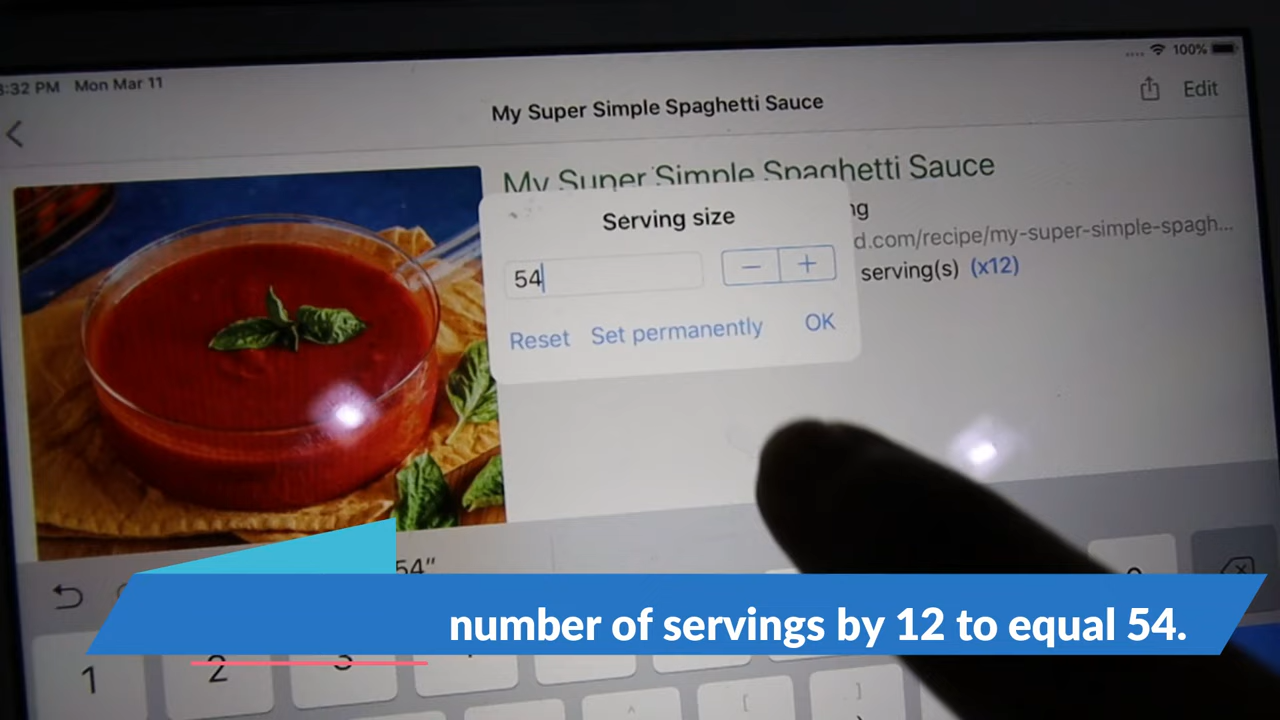 :32 PM Mon Mar 11
100%
My Super Simple Spaghetti Sauce
Edit
My Super Simple Spaghetti Sauce
ng
Serving size
d.com/recipe/my-super-simple-spagh...
54
− +
serving(s) (x12)
Reset Set permanently OK
54"
number of servings by 12 to equal 54.
1 2 3
[ ]
^